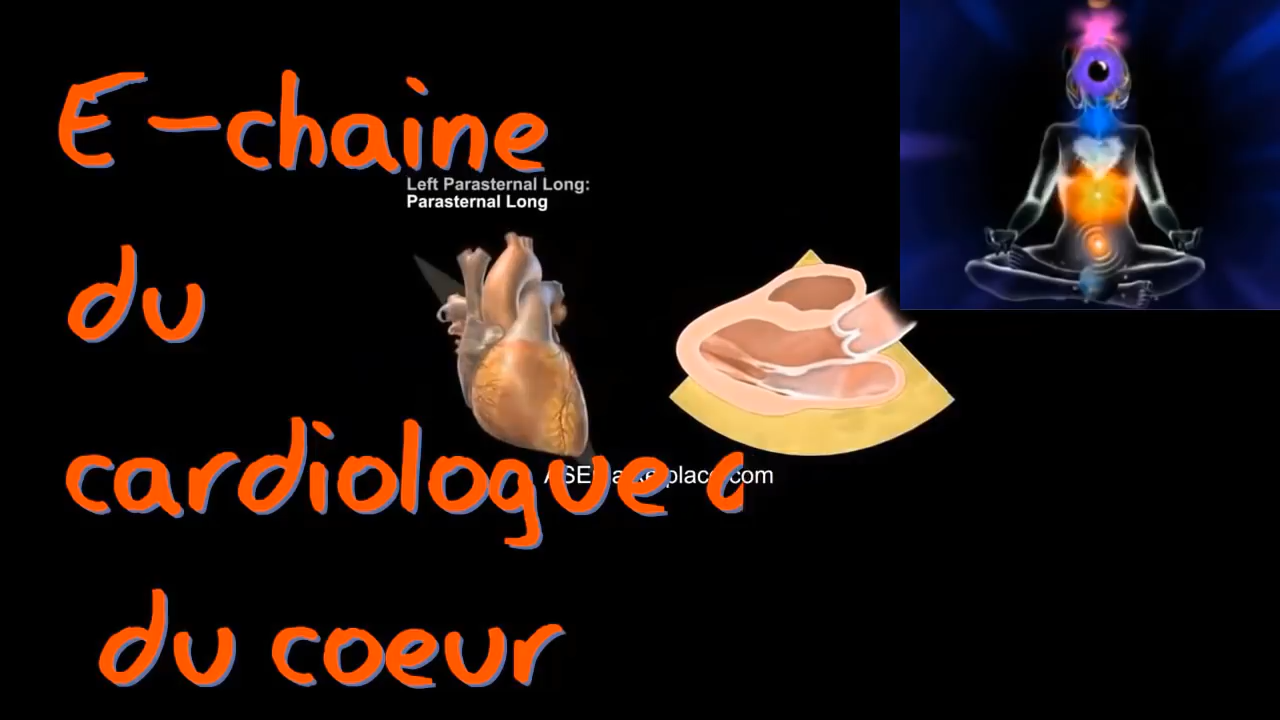 E-chaine
Left Parasternal Long:
Parasternal Long
du
cardiologue
du coeur